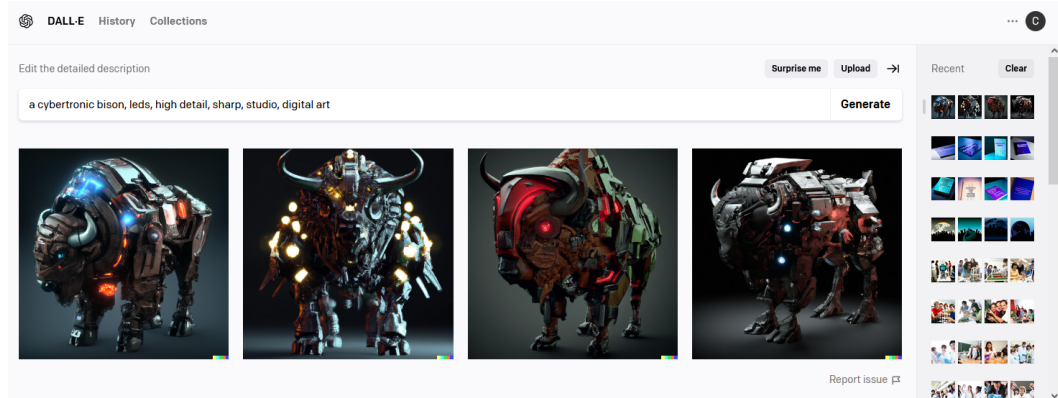 DALL·E History Collections
... C
Edit the detailed description
Surprise me Upload
Recent Clear
a cybertronic bison, leds, high detail, sharp, studio, digital art
Generate
Report issue